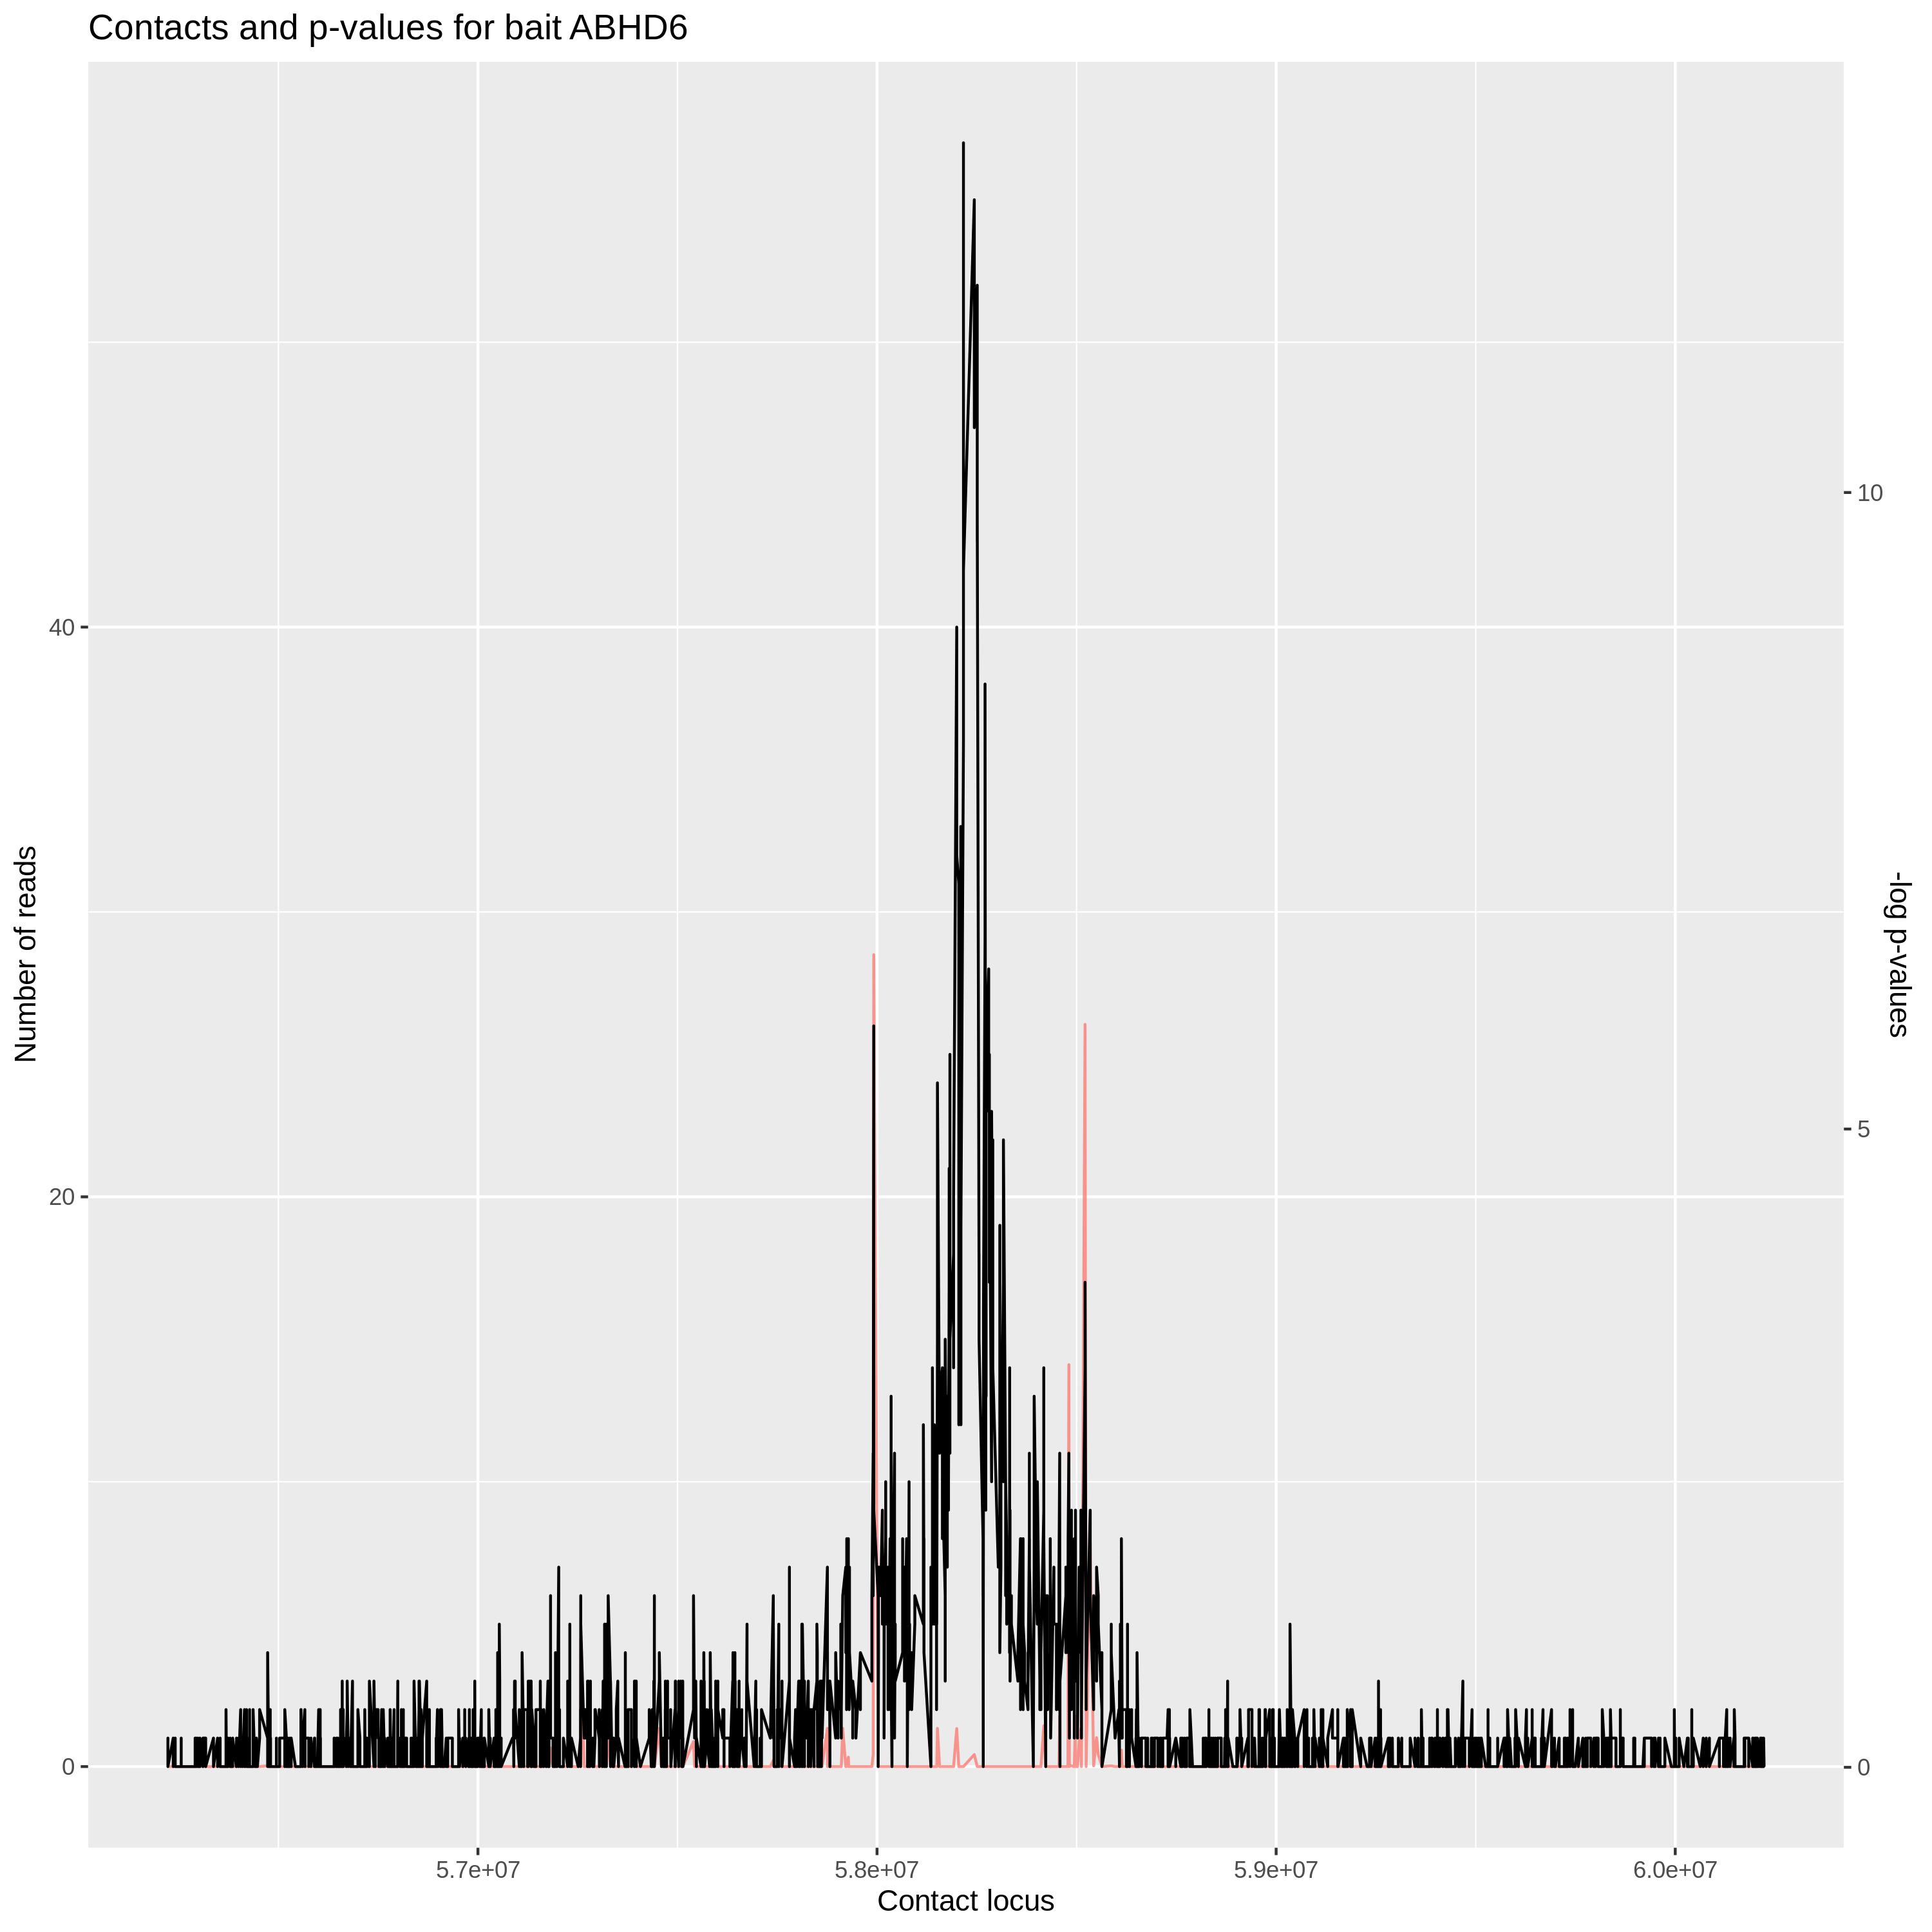 Contacts and p-values for bait ABHD6
Number of reads
40
20
0
10
5
0
-log p-values
5.7e+07
5.8e+07
5.9e+07
6.0e+07
Contact locus